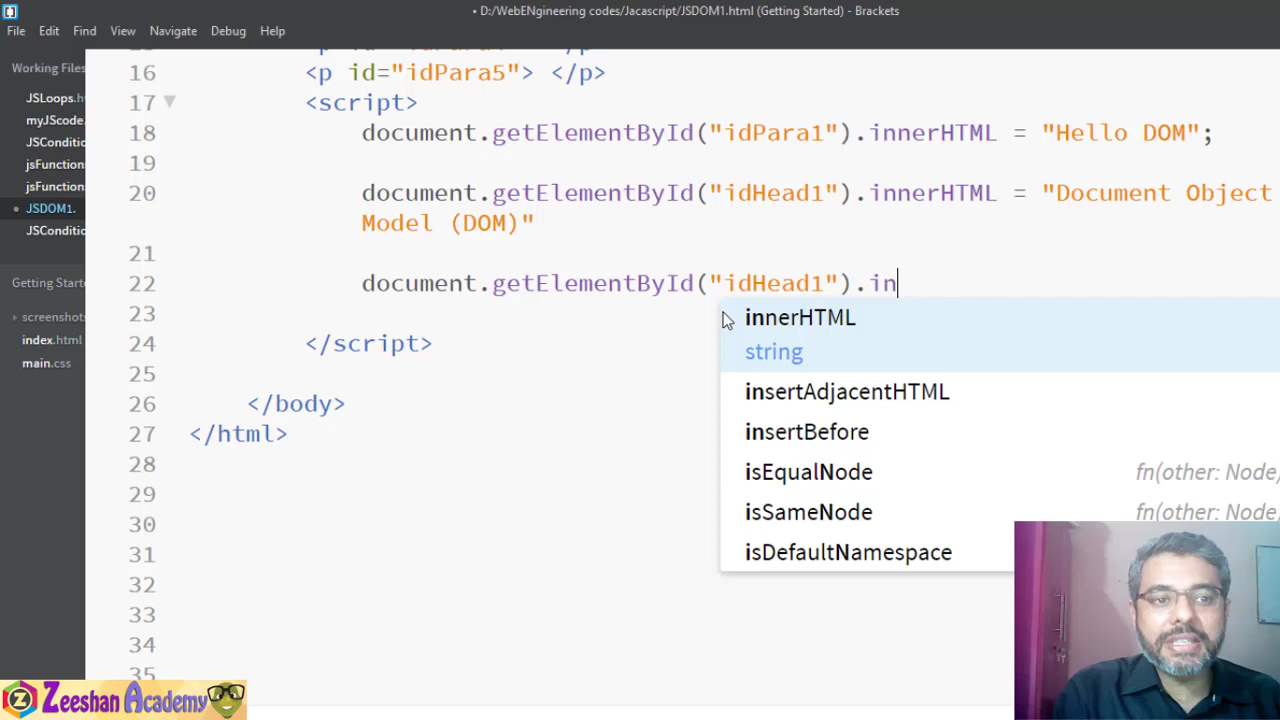 • D:/WebENgineering codes/Jacascript/JSDOM1.html (Getting Started) - Brackets
File Edit Find View Navigate Debug Help
Working Files
JSLoops.h
myJScode.
JSConditio
jsFunction
jsFunction
JSDOM1.
JSConditio
Getting Starte
screenshots
index.html
main.css
16 <p id="idPara5"> </p>
17 <script>
18 document.getElementById("idPara1").innerHTML = "Hello DOM";
19
20 document.getElementById("idHead1").innerHTML = "Document Object
Model (DOM)"
21
22 document.getElementById("idHead1").in
23
24 </script>
25
26 </body>
27 </html>
28
29
30
31
32
33
34
35
innerHTML
string
insertAdjacentHTML
insertBefore
isEqualNode fn(other: Node)
isSameNode fn(other: Node)
isDefaultNamespace
Zeeshan Academy